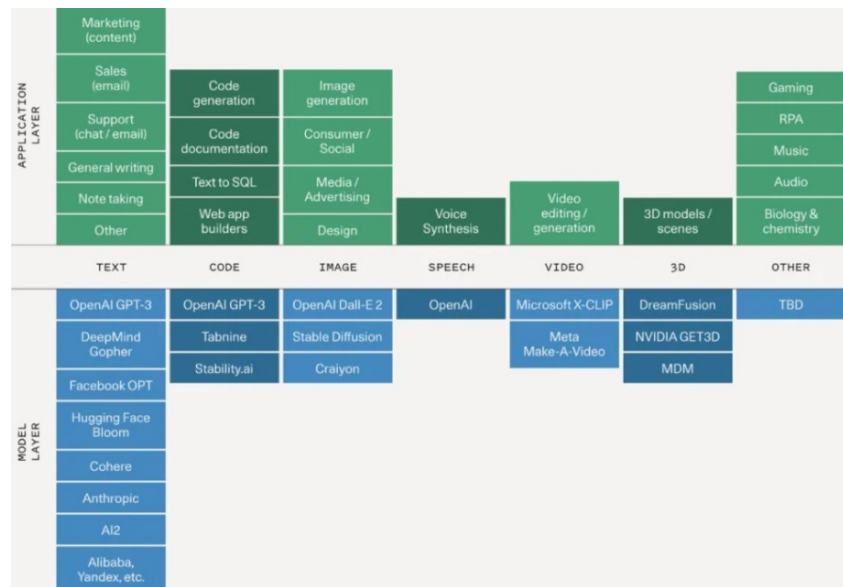 APPLICATION
LAYER
Marketing
(content)
Sales
(email)
Support
(chat / email)
General writing
Note taking
Other
Code
generation
Code
documentation
Text to SQL
Web app
builders
Image
generation
Consumer /
Social
Media /
Advertising
Design
Voice
Synthesis
Video
editing /
generation
3D models /
scenes
Gaming
RPA
Music
Audio
Biology &
chemistry
TEXT
CODE
IMAGE
SPEECH
VIDEO
3D
OTHER
MODEL
LAYER
OpenAI GPT-3
DeepMind
Gopher
Facebook OPT
Hugging Face
Bloom
Cohere
Anthropic
AI2
Alibaba,
Yandex, etc.
OpenAI GPT-3
Tabnine
Stability.ai
OpenAI Dall-E 2
Stable Diffusion
Craiyon
OpenAI
Microsoft X-CLIP
Meta
Make-A-Video
DreamFusion
NVIDIA GET3D
MDM
TBD